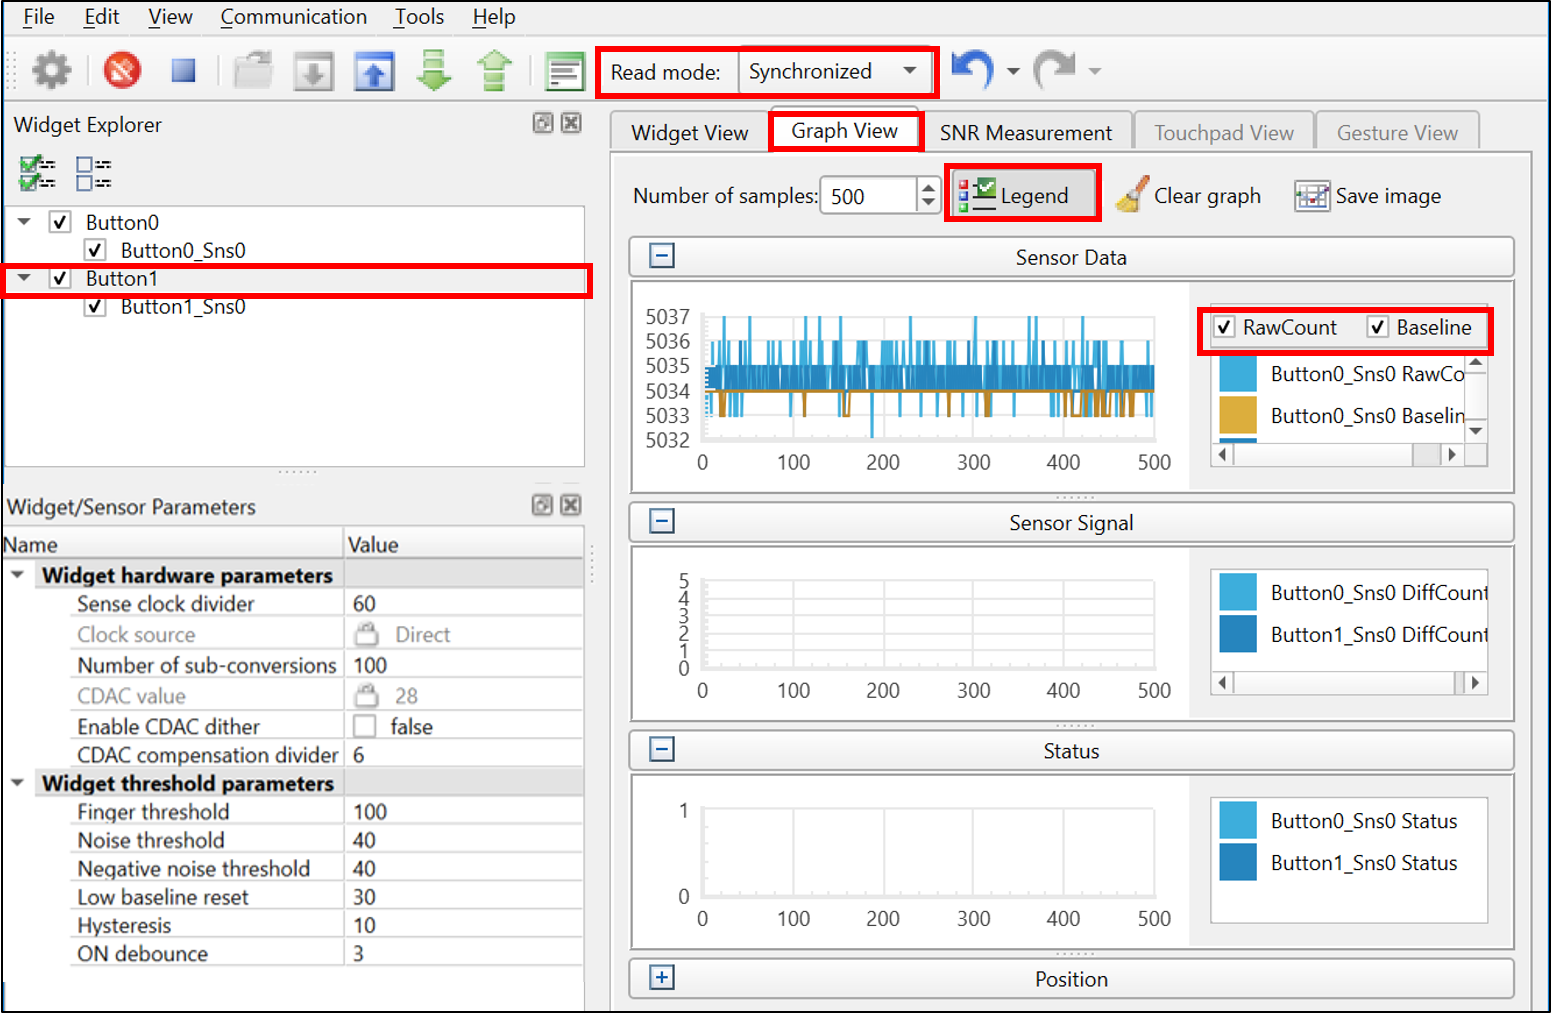 File Edit View Communication Tools Help
Read mode: Synchronized
Widget Explorer
Button0
Button0_Sns0
Button1
Button1_Sns0
Widget/Sensor Parameters
Name Value
Widget hardware parameters
Sense clock divider 60
Clock source Direct
Number of sub-conversions 100
CDAC value 28
Enable CDAC dither false
CDAC compensation divider 6
Widget threshold parameters
Finger threshold 100
Noise threshold 40
Negative noise threshold 40
Low baseline reset 30
Hysteresis 10
ON debounce 3
Widget View Graph View SNR Measurement Touchpad View Gesture View
Number of samples: 500 Legend Clear graph Save image
Sensor Data
5037
5036
5035
5034
5033
5032
0 100 200 300 400 500
RawCount Baseline
Button0_Sns0 RawCo
Button0_Sns0 Baselin
Sensor Signal
5
4
3
2
1
0
0 100 200 300 400 500
Button0_Sns0 DiffCount
Button1_Sns0 DiffCount
Status
1
0
0 100 200 300 400 500
Button0_Sns0 Status
Button1_Sns0 Status
Position